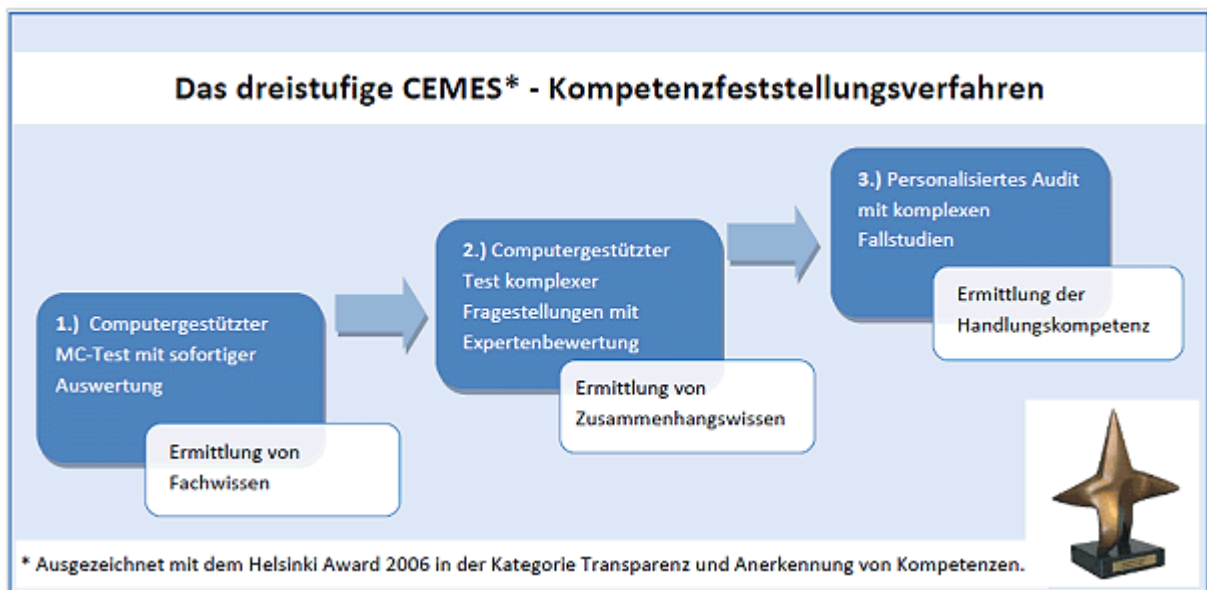 Das dreistufige CEMES* - Kompetenzfeststellungsverfahren
1.) Computergestützter
MC-Test mit sofortiger
Auswertung
Ermittlung von
Fachwissen
2.) Computergestützter
Test komplexer
Fragestellungen mit
Expertenbewertung
Ermittlung von
Zusammenhangswissen
3.) Personalisiertes Audit
mit komplexen
Fallstudien
Ermittlung der
Handlungskompetenz
* Ausgezeichnet mit dem Helsinki Award 2006 in der Kategorie Transparenz und Anerkennung von Kompetenzen.